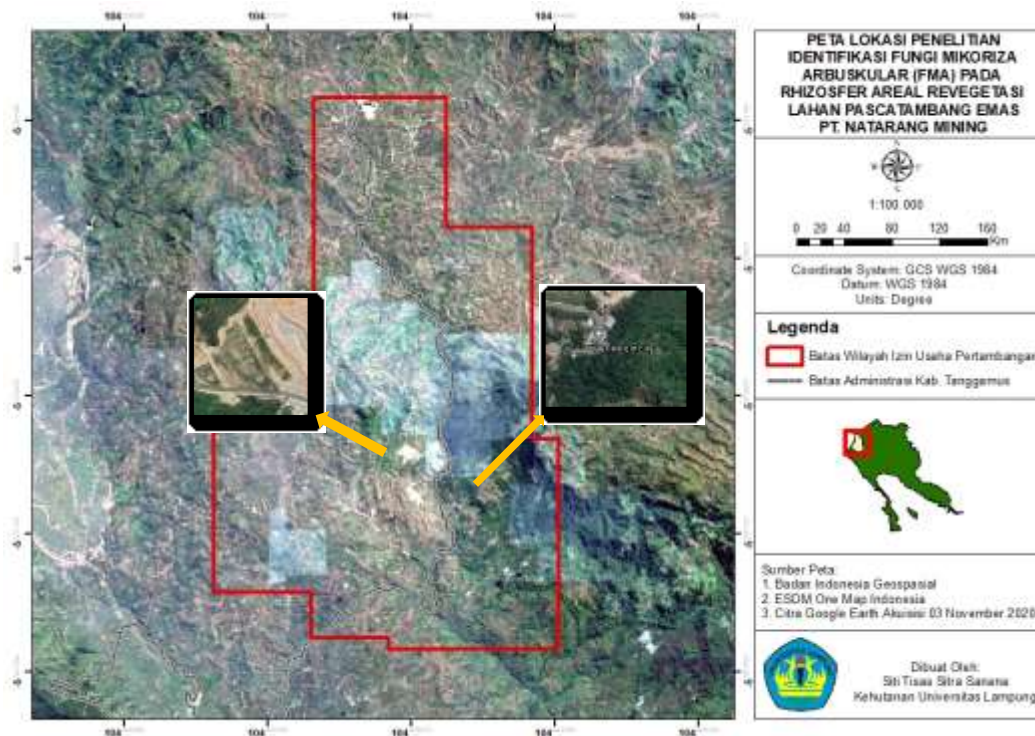 PETA LOKASI PENELITIAN
IDENTIFIKASI FUNGI MIKORIZA
ARBUSKULAR (FMA) PADA
RHIZOSFER AREAL REVEGETASI
LAHAN PASCATAMBANG EMAS
PT. NATARANG MINING
1:100.000
0 20 40 80 120 160
Km
Coordinate System: GCS WGS 1984
Datum: WGS 1984
Units: Degree
Legenda
Batas Wilayah Izin Usaha Pertambangan
Batas Administrasi Kab. Tanggamus
Sumber Peta:
1. Badan Indonesia Geospasial
2. ESDM One Map Indonesia
3. Citra Google Earth Akuisisi 03 November 2020
Dibuat Oleh:
Siti Tisas Sitra Sanana
Kehutanan Universitas Lampung